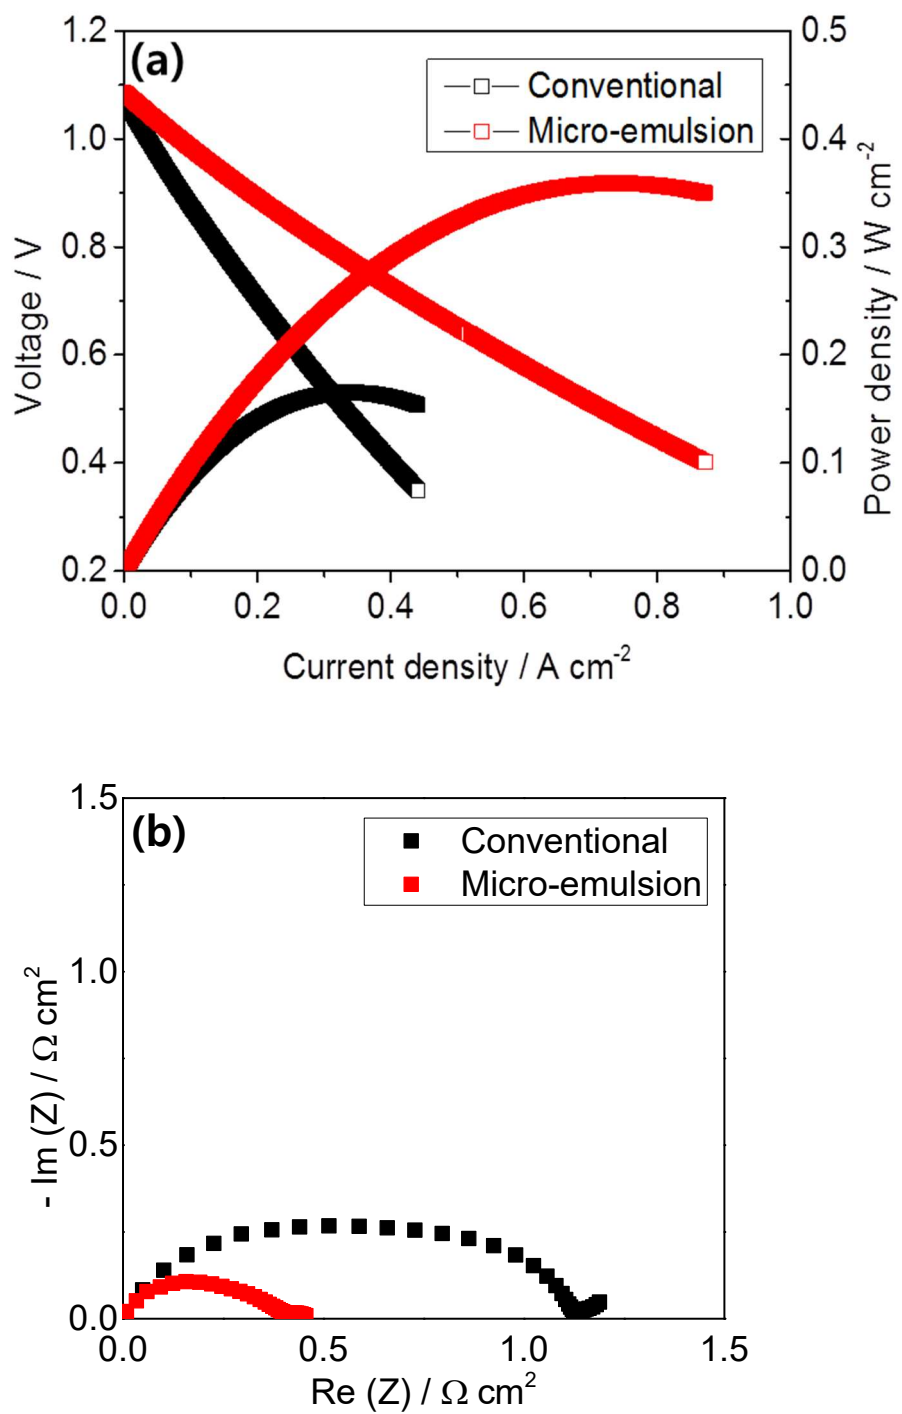 (a)
Conventional
Micro-emulsion
1.2
1.0
0.8
0.6
0.4
0.2
Voltage / V
0.5
0.4
0.3
0.2
0.1
0.0
Power density / W cm⁻²
0.0 0.2 0.4 0.6 0.8 1.0
Current density / A cm⁻²
(b)
Conventional
Micro-emulsion
1.5
1.0
0.5
0.0
- Im (Z) / Ω cm²
0.0 0.5 1.0 1.5
Re (Z) / Ω cm²